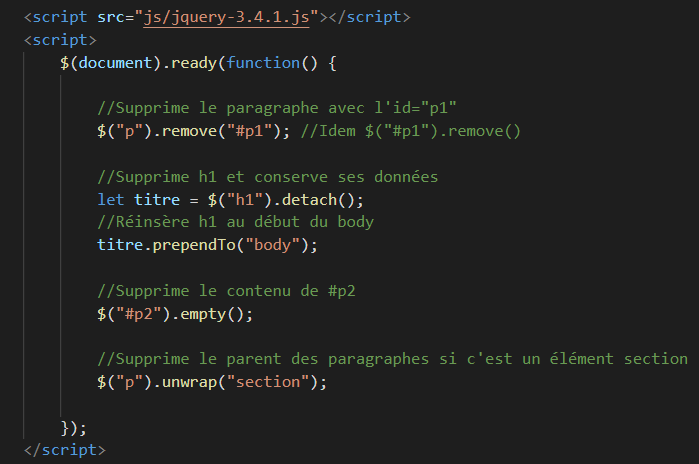 <script src="js/jquery-3.4.1.js"></script>
<script>
$(document).ready(function() {
//Supprime le paragraphe avec l'id="p1"
$("p").remove("#p1"); //Idem $("#p1").remove()
//Supprime h1 et conserve ses données
let titre = $("h1").detach();
//Réinsère h1 au début du body
titre.prependTo("body");
//Supprime le contenu de #p2
$("#p2").empty();
//Supprime le parent des paragraphes si c'est un élément section
$("p").unwrap("section");
});
</script>